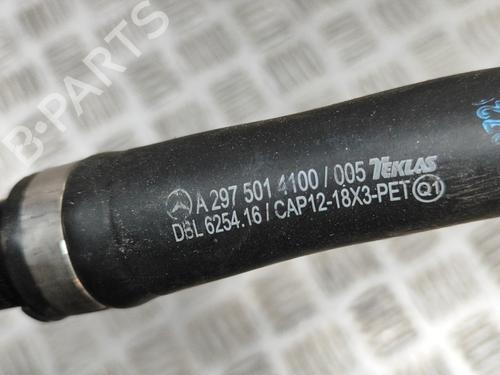 B-PARTS
A 297 501 4100 / 005 TEKLAS
DBL 6254.16 / CAP12-18X3-PET Q1